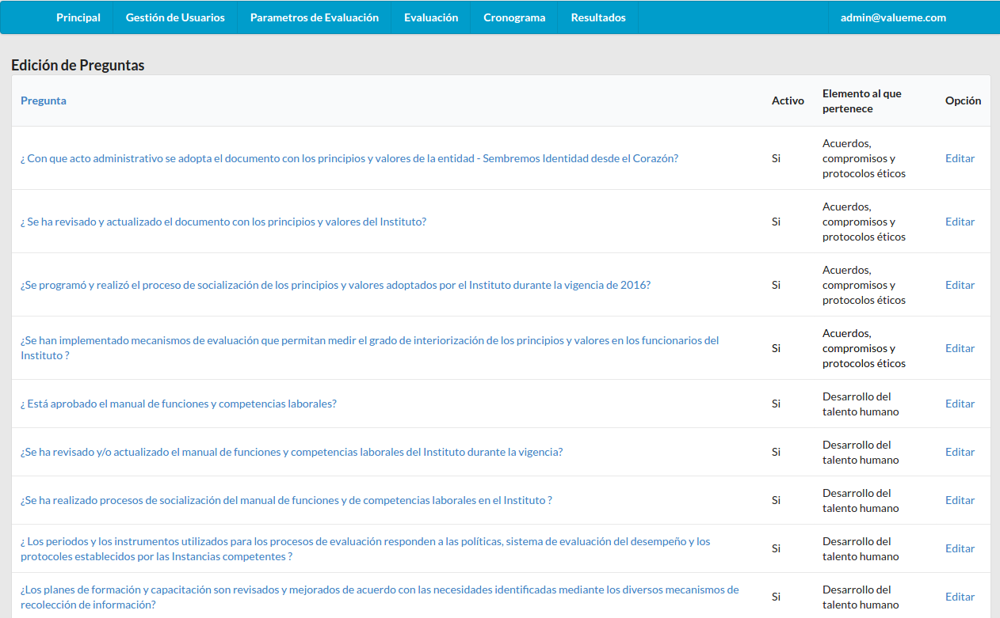 Principal Gestión de Usuarios Parametros de Evaluación Evaluación Cronograma Resultados admin@valueme.com
Edición de Preguntas
Pregunta Activo Elemento al que
pertenece Opción
¿ Con que acto administrativo se adopta el documento con los principios y valores de la entidad - Sembremos Identidad desde el Corazón? Si Acuerdos,
compromisos y
protocolos éticos Editar
¿ Se ha revisado y actualizado el documento con los principios y valores del Instituto? Si Acuerdos,
compromisos y
protocolos éticos Editar
¿Se programó y realizó el proceso de socialización de los principios y valores adoptados por el Instituto durante la vigencia de 2016? Si Acuerdos,
compromisos y
protocolos éticos Editar
¿Se han implementado mecanismos de evaluación que permitan medir el grado de interiorización de los principios y valores en los funcionarios del
Instituto ? Si Acuerdos,
compromisos y
protocolos éticos Editar
¿ Está aprobado el manual de funciones y competencias laborales? Si Desarrollo del
talento humano Editar
¿Se ha revisado y/o actualizado el manual de funciones y competencias laborales del Instituto durante la vigencia? Si Desarrollo del
talento humano Editar
¿Se ha realizado procesos de socialización del manual de funciones y de competencias laborales en el Instituto ? Si Desarrollo del
talento humano Editar
¿ Los periodos y los instrumentos utilizados para los procesos de evaluación responden a las políticas, sistema de evaluación del desempeño y los
protocoles establecidos por las Instancias competentes ? Si Desarrollo del
talento humano Editar
¿Los planes de formación y capacitación son revisados y mejorados de acuerdo con las necesidades identificadas mediante los diversos mecanismos de
recolección de información? Si Desarrollo del
talento humano Editar